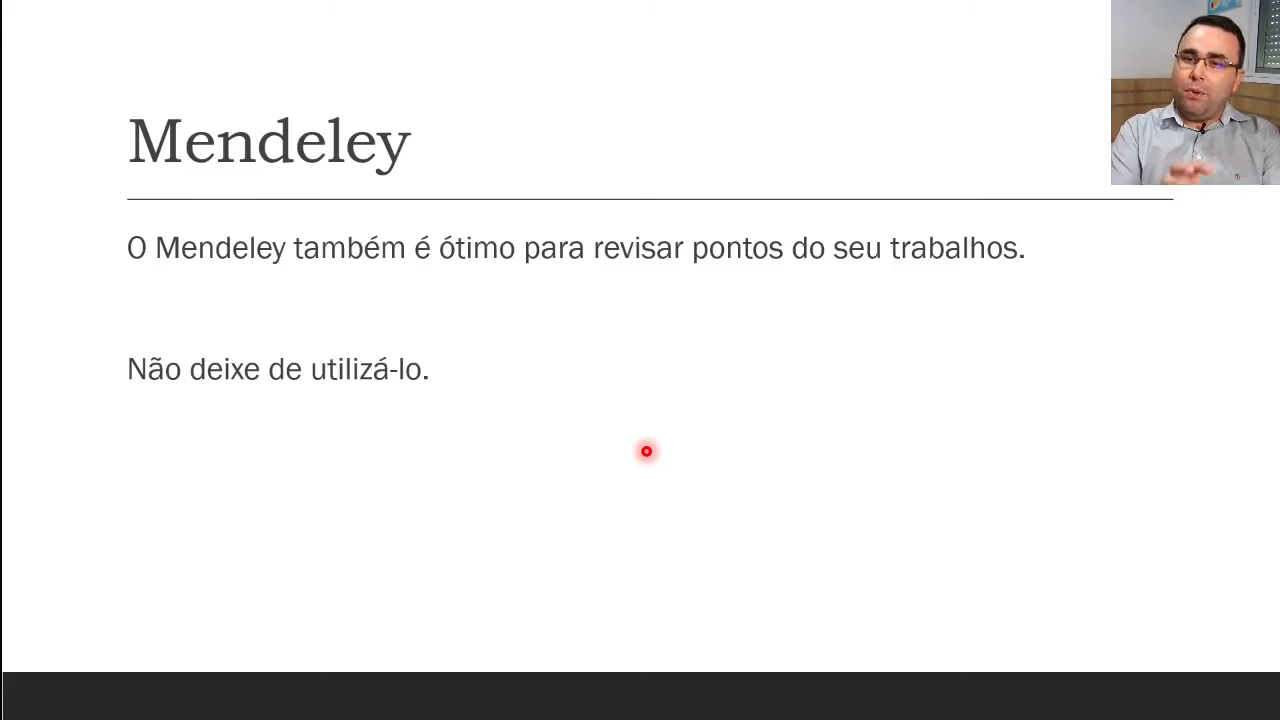 Mendeley
O Mendeley também é ótimo para revisar pontos do seu trabalhos.
Não deixe de utilizá-lo.